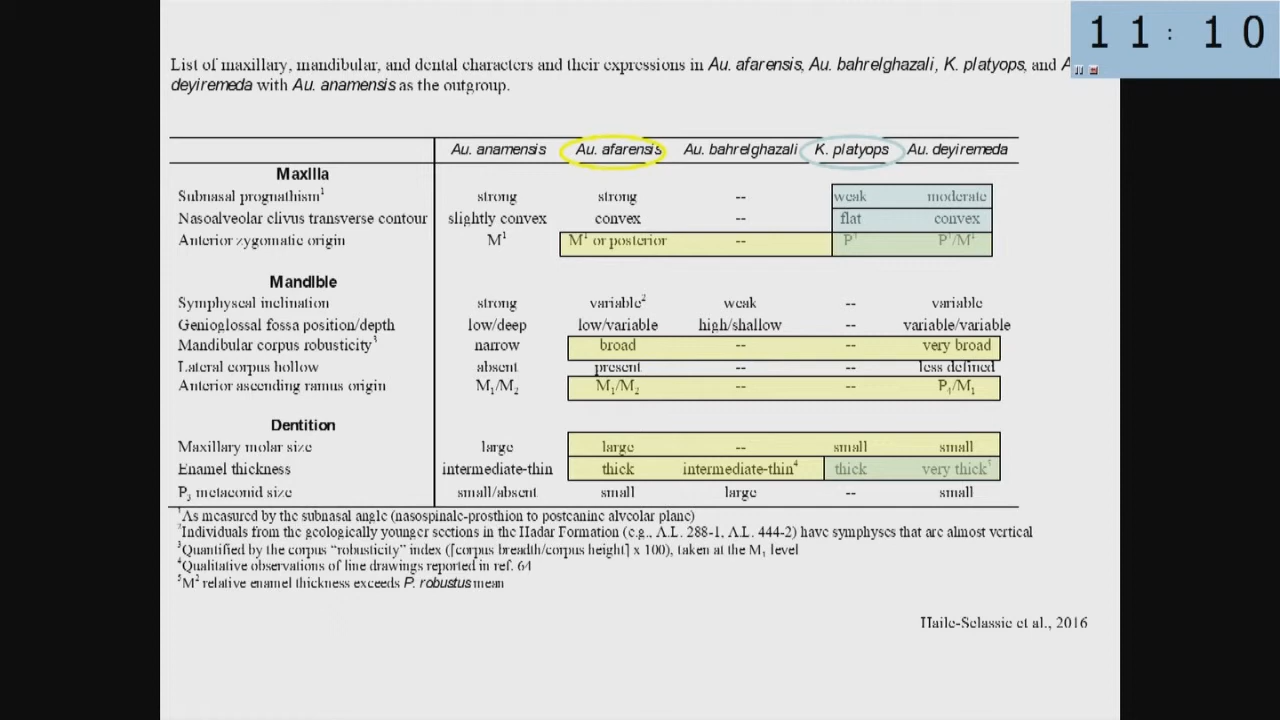 11:10
List of maxillary, mandibular, and dental characters and their expressions in Au. afarensis, Au. bahrelghazali, K. platyops, and
deyiremeda with Au. anamensis as the outgroup.
Au. anamensis Au. afarensis Au. bahrelghazali K. platyops Au. deyiremeda
Maxilla
Subnasal prognathism¹ strong strong -- weak moderate
Nasoalveolar clivus transverse contour slightly convex convex -- flat convex
Anterior zygomatic origin M¹ M¹ or posterior --
Mandible
Symphyseal inclination strong variable² weak -- variable
Genioglossal fossa position/depth low/deep low/variable high/shallow -- variable/variable
Mandibular corpus robusticity³ narrow broad -- -- very broad
Lateral corpus hollow absent present -- -- less defined
Anterior ascending ramus origin M₁/M₂ M₁/M₂ -- --
Dentition
Maxillary molar size large large -- small small
Enamel thickness intermediate-thin thick intermediate-thin⁴ thick very thick⁵
P₃ metaconid size small/absent small large -- small
¹As measured by the subnasal angle (nasospinale-prosthion to postcanine alveolar plane)
²Individuals from the geologically younger sections in the Hadar Formation (e.g., A.L. 288-1, A.L. 444-2) have symphyses that are almost vertical
³Quantified by the corpus “robusticity” index ([corpus breadth/corpus height] x 100), taken at the M₁ level
⁴Qualitative observations of line drawings reported in ref. 64
⁵M² relative enamel thickness exceeds P. robustus mean
Haile-Selassie et al., 2016